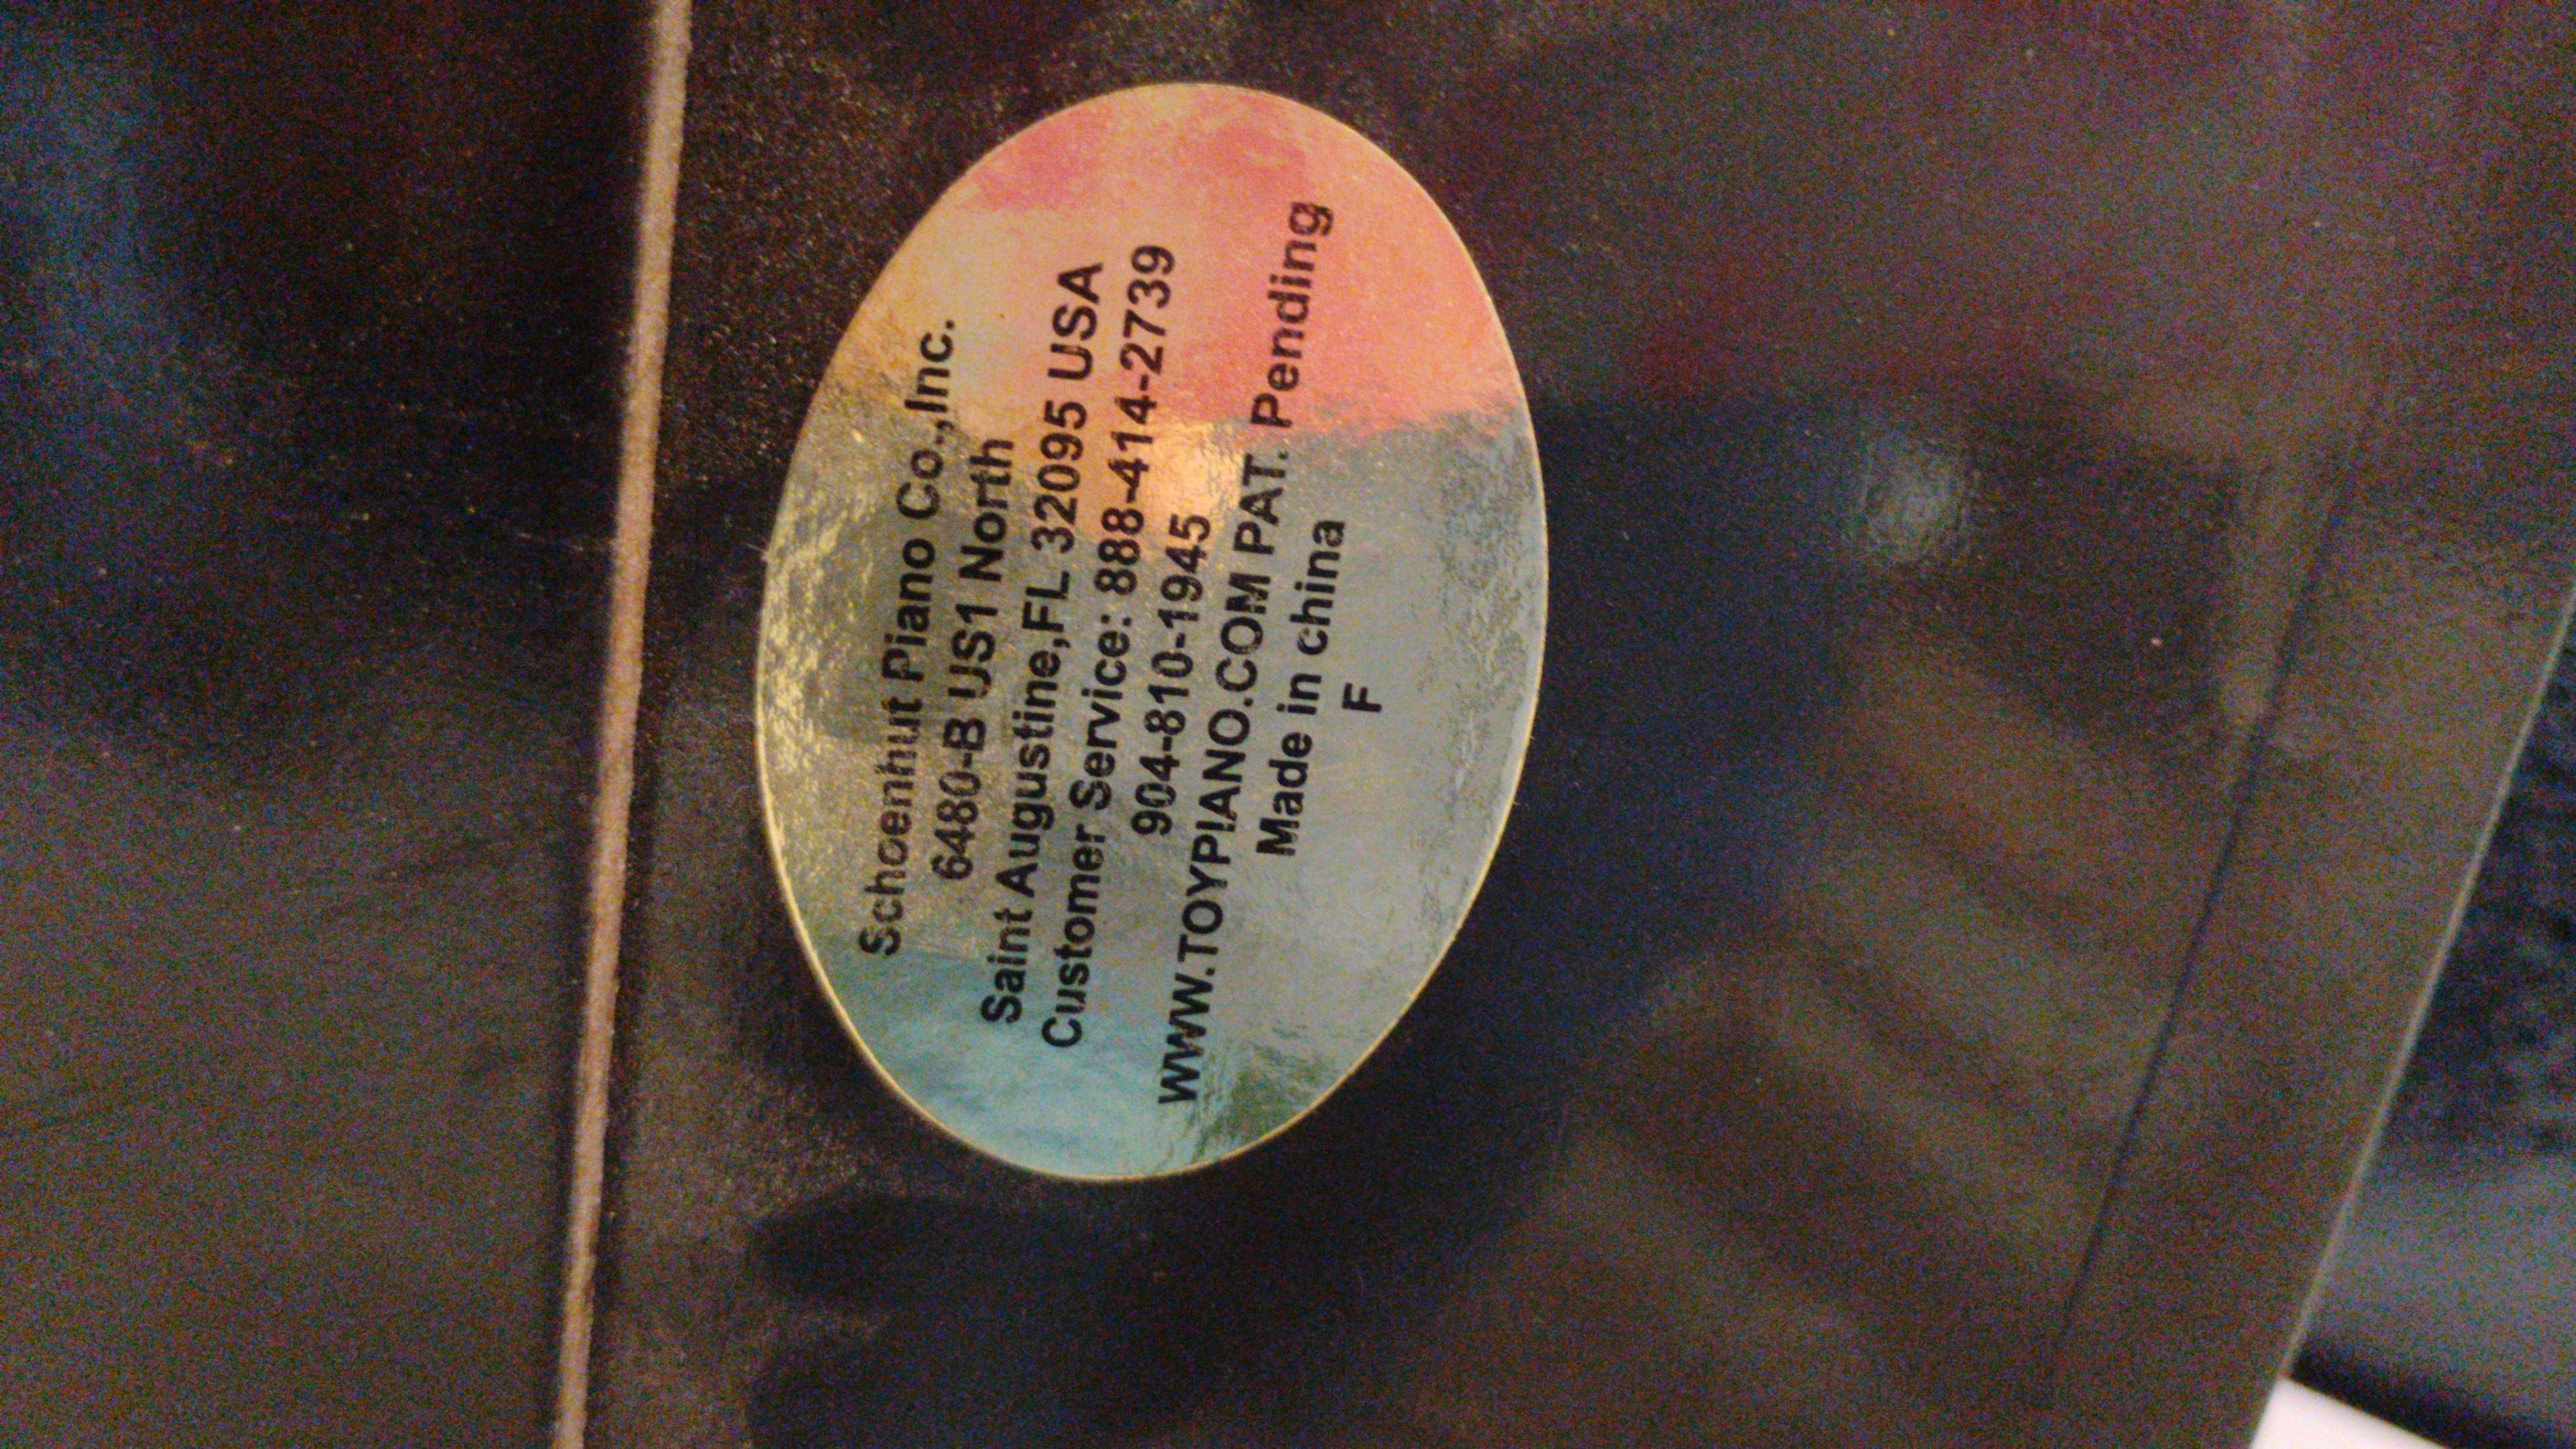 Schoenhut Piano Co.,Inc.
6480-B US1 North
Saint Augustine,FL 32095 USA
Customer Service: 888-414-2739
904-810-1945
WWW.TOYPIANO.COM PAT. Pending
Made in china
F